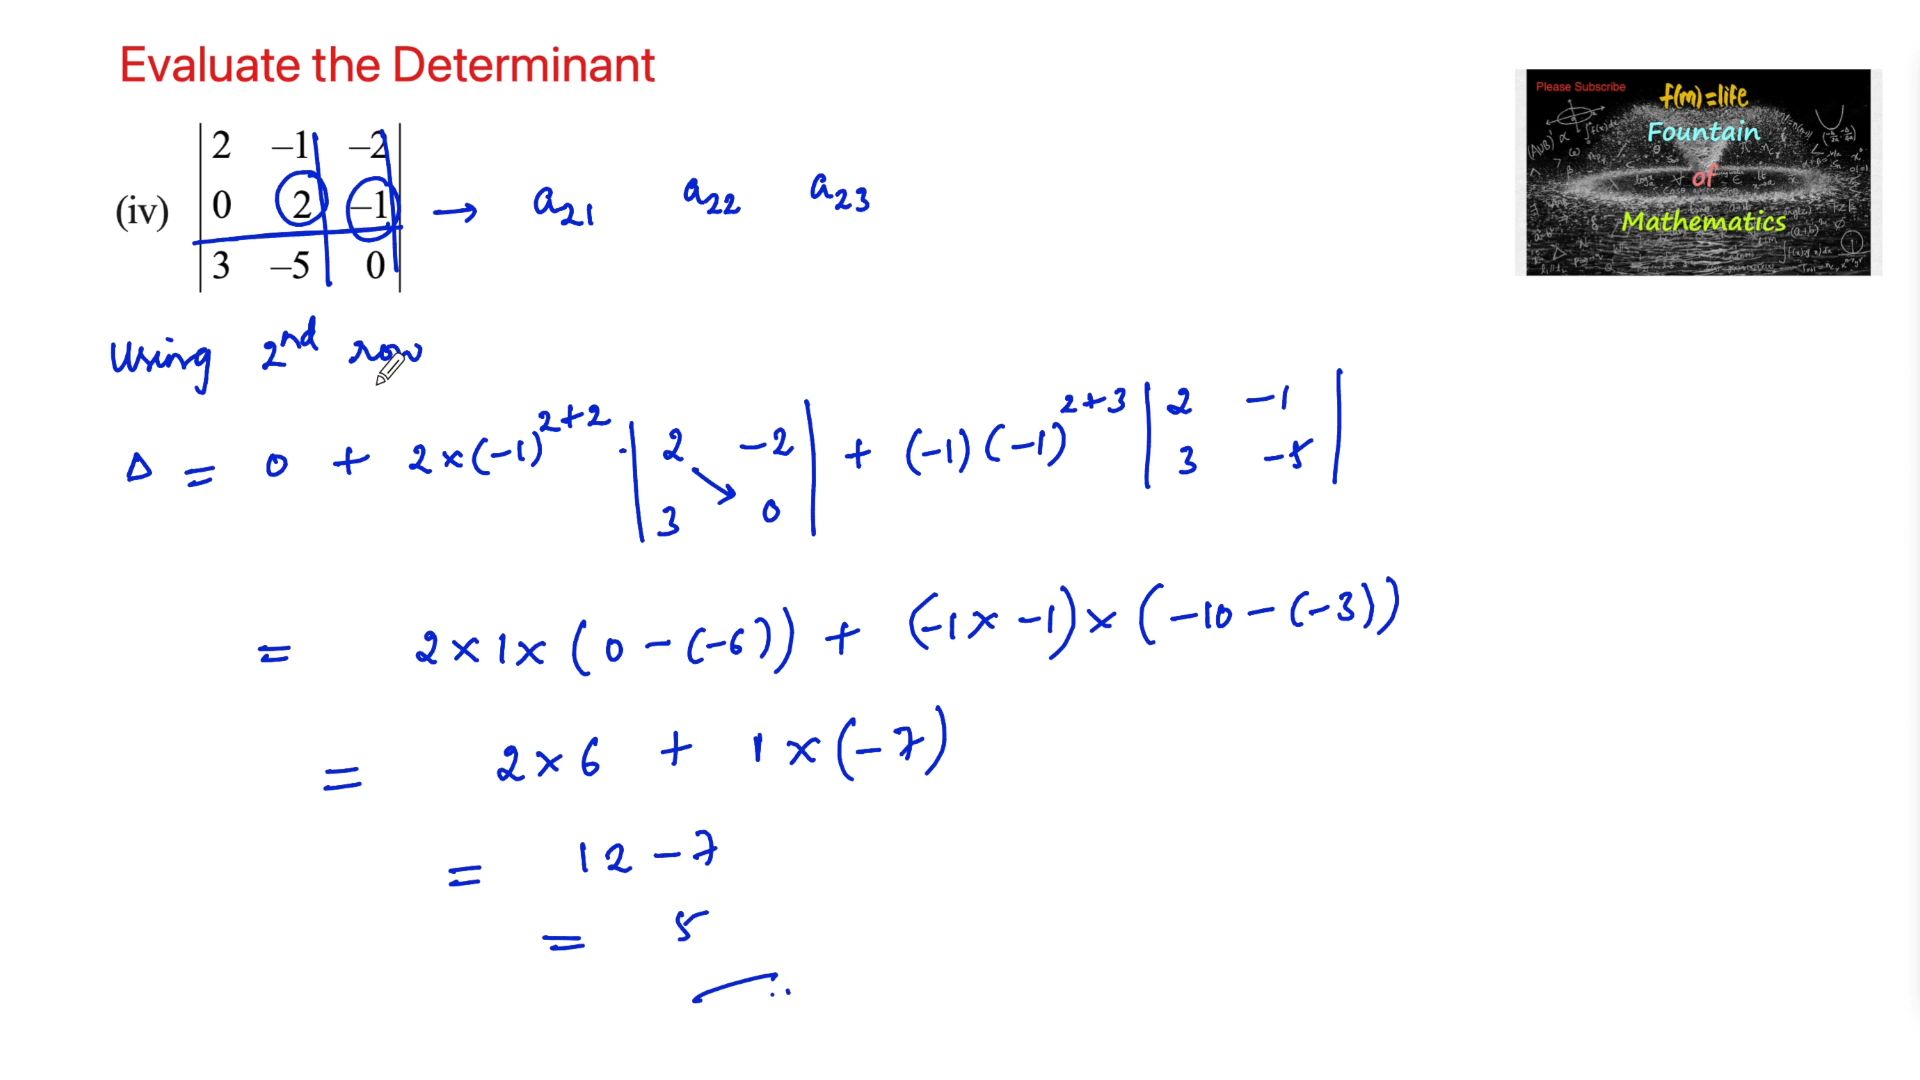 Evaluate the Determinant
Please Subscribe
f(m)=life
Fountain
of
Mathematics
2 −1 −2
(iv) 0 2 −1 → a21 a22 a23
3 −5 0
Using 2nd row
Δ = 0 + 2×(−1)^2+2 · |2 −2| + (−1)(−1)^2+3 |2 −1|
|3 0| |3 −5|
= 2×1×(0−(−6)) + (−1×−1)×(−10−(−3))
= 2×6 + 1×(−7)
= 12−7
= 5